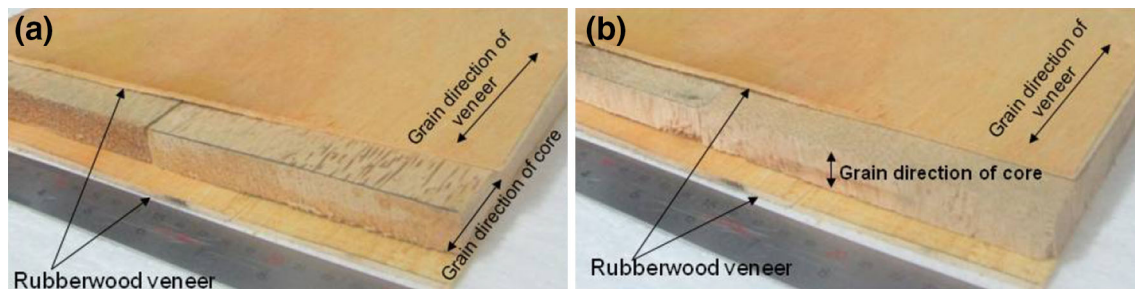 (a)
Grain direction of
veneer
Grain direction of core
Rubberwood veneer
(b)
Grain direction of
veneer
Grain direction of core
Rubberwood veneer